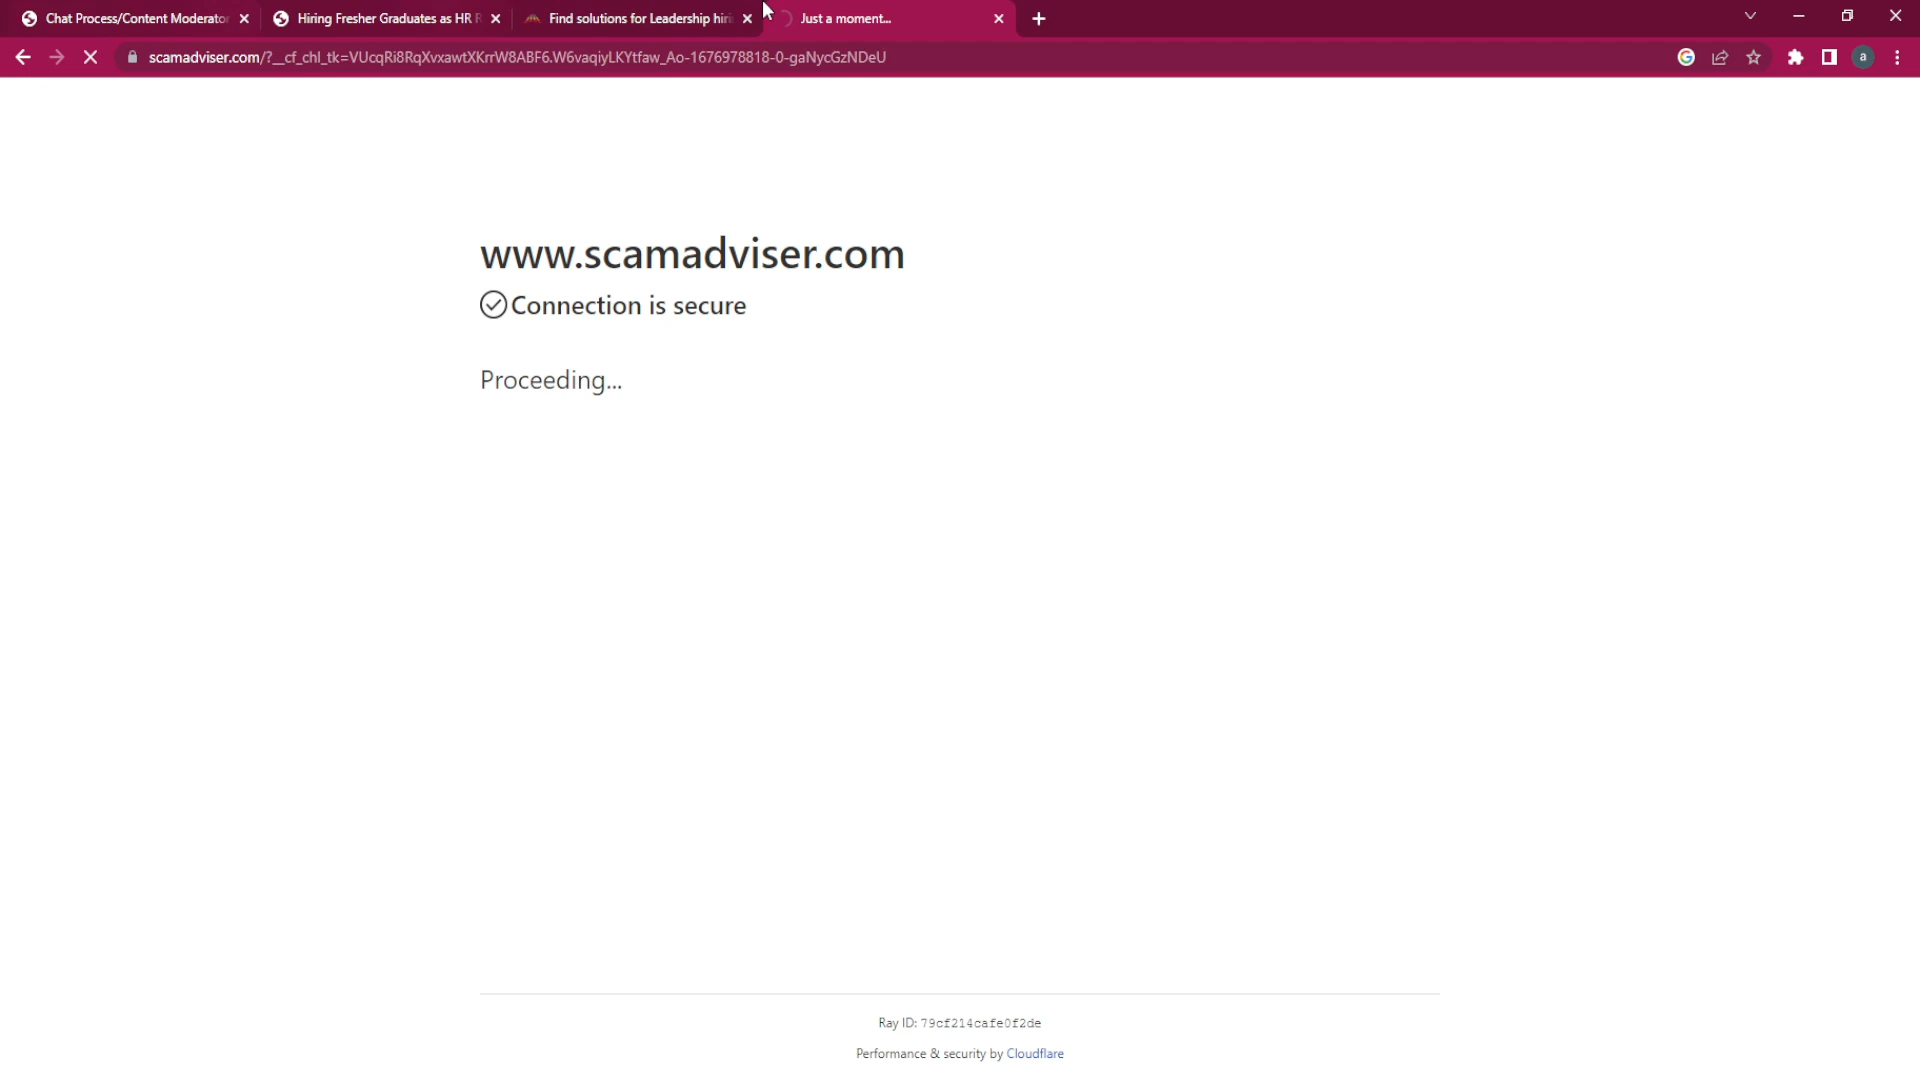 Chat Process/Content Moderator
Hiring Fresher Graduates as HR R
Find solutions for Leadership hiri
Just a moment...
scamadviser.com/?__cf_chl_tk=VUcqRi8RqXvxawtXKrrW8ABF6.W6vaqiyLKYtfaw_Ao-1676978818-0-gaNycGzNDeU
a
www.scamadviser.com
Connection is secure
Proceeding...
Ray ID: 79cf214cafe0f2de
Performance & security by Cloudflare